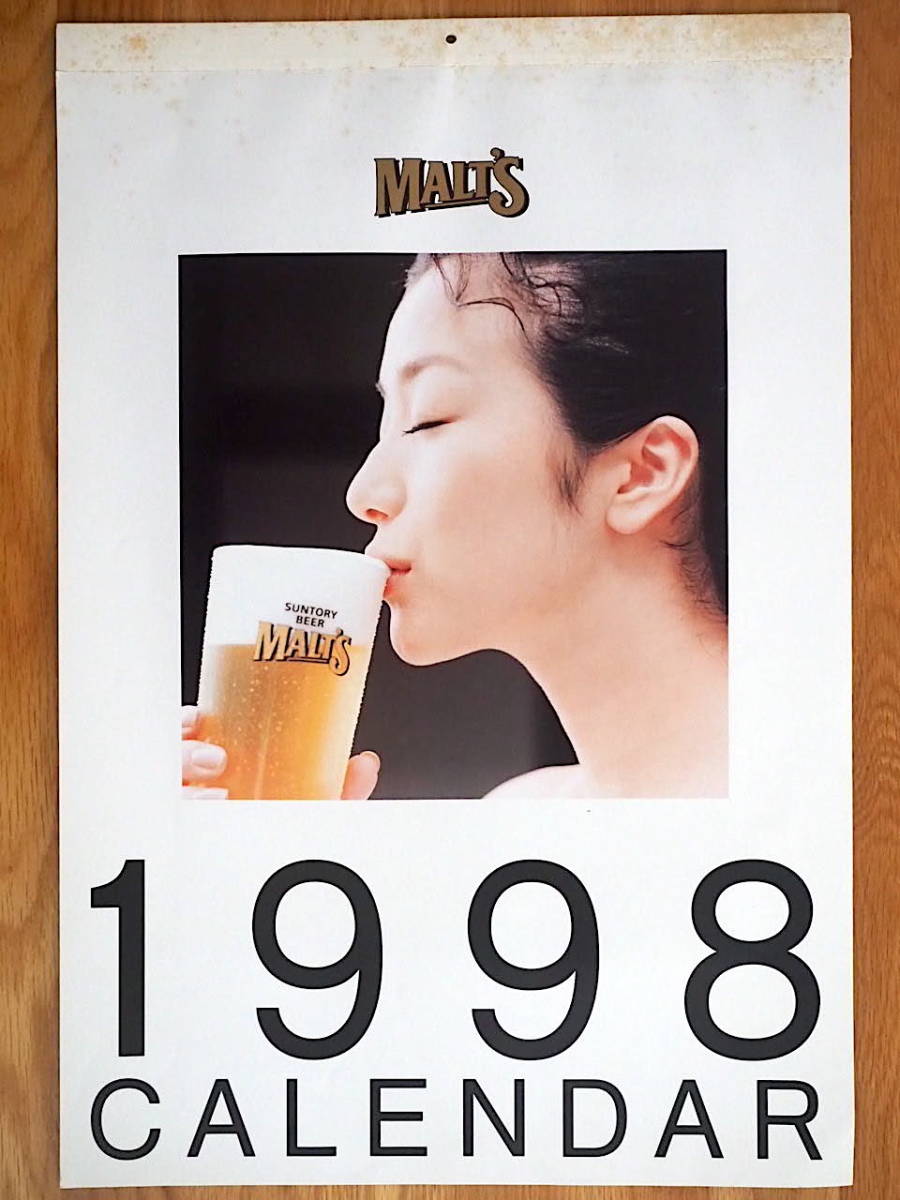 MALT'S
SUNTORY
BEER
MALT'S
1998
CALENDAR